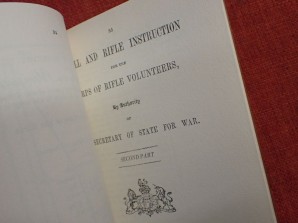 LL AND RIFLE INSTRUCTION
FOR THE
RPS OF RIFLE VOLUNTEERS,
By Authority
OF
SECRETARY OF STATE FOR WAR.
SECOND PART